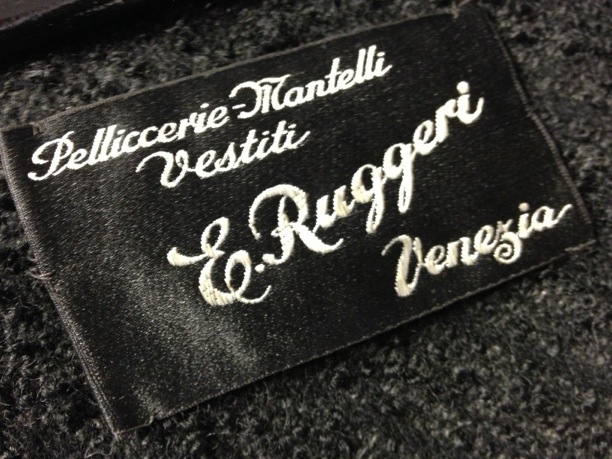 Pelliccerie-Mantelli
Vestiti
E. Ruggeri
Venezia